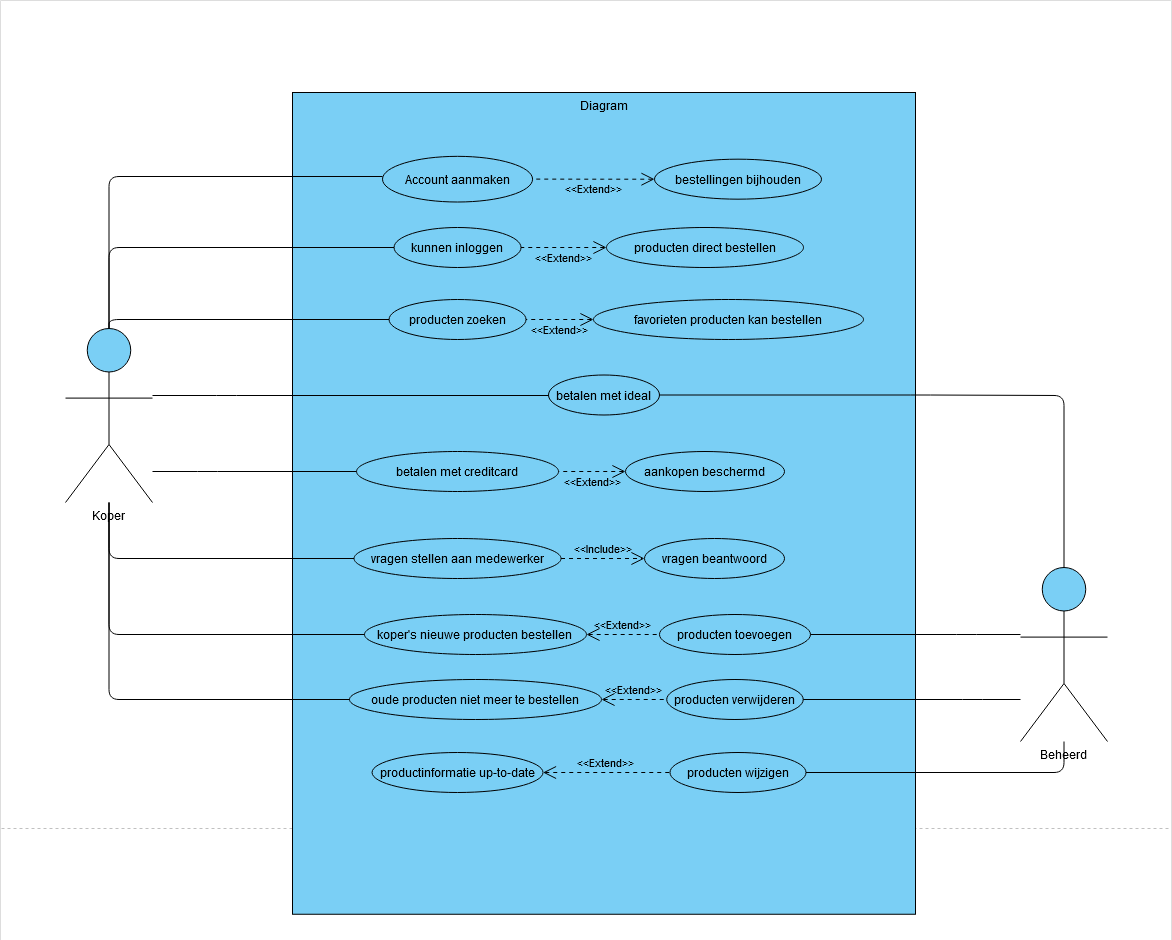 Diagram
Account aanmaken
<<Extend>>
bestellingen bijhouden
kunnen inloggen
<<Extend>>
producten direct bestellen
producten zoeken
<<Extend>>
favorieten producten kan bestellen
betalen met ideal
betalen met creditcard
<<Extend>>
aankopen beschermd
Koper
vragen stellen aan medewerker
<<Include>>
vragen beantwoord
koper's nieuwe producten bestellen
<<Extend>>
producten toevoegen
oude producten niet meer te bestellen
<<Extend>>
producten verwijderen
Beheerd
productinformatie up-to-date
<<Extend>>
producten wijzigen